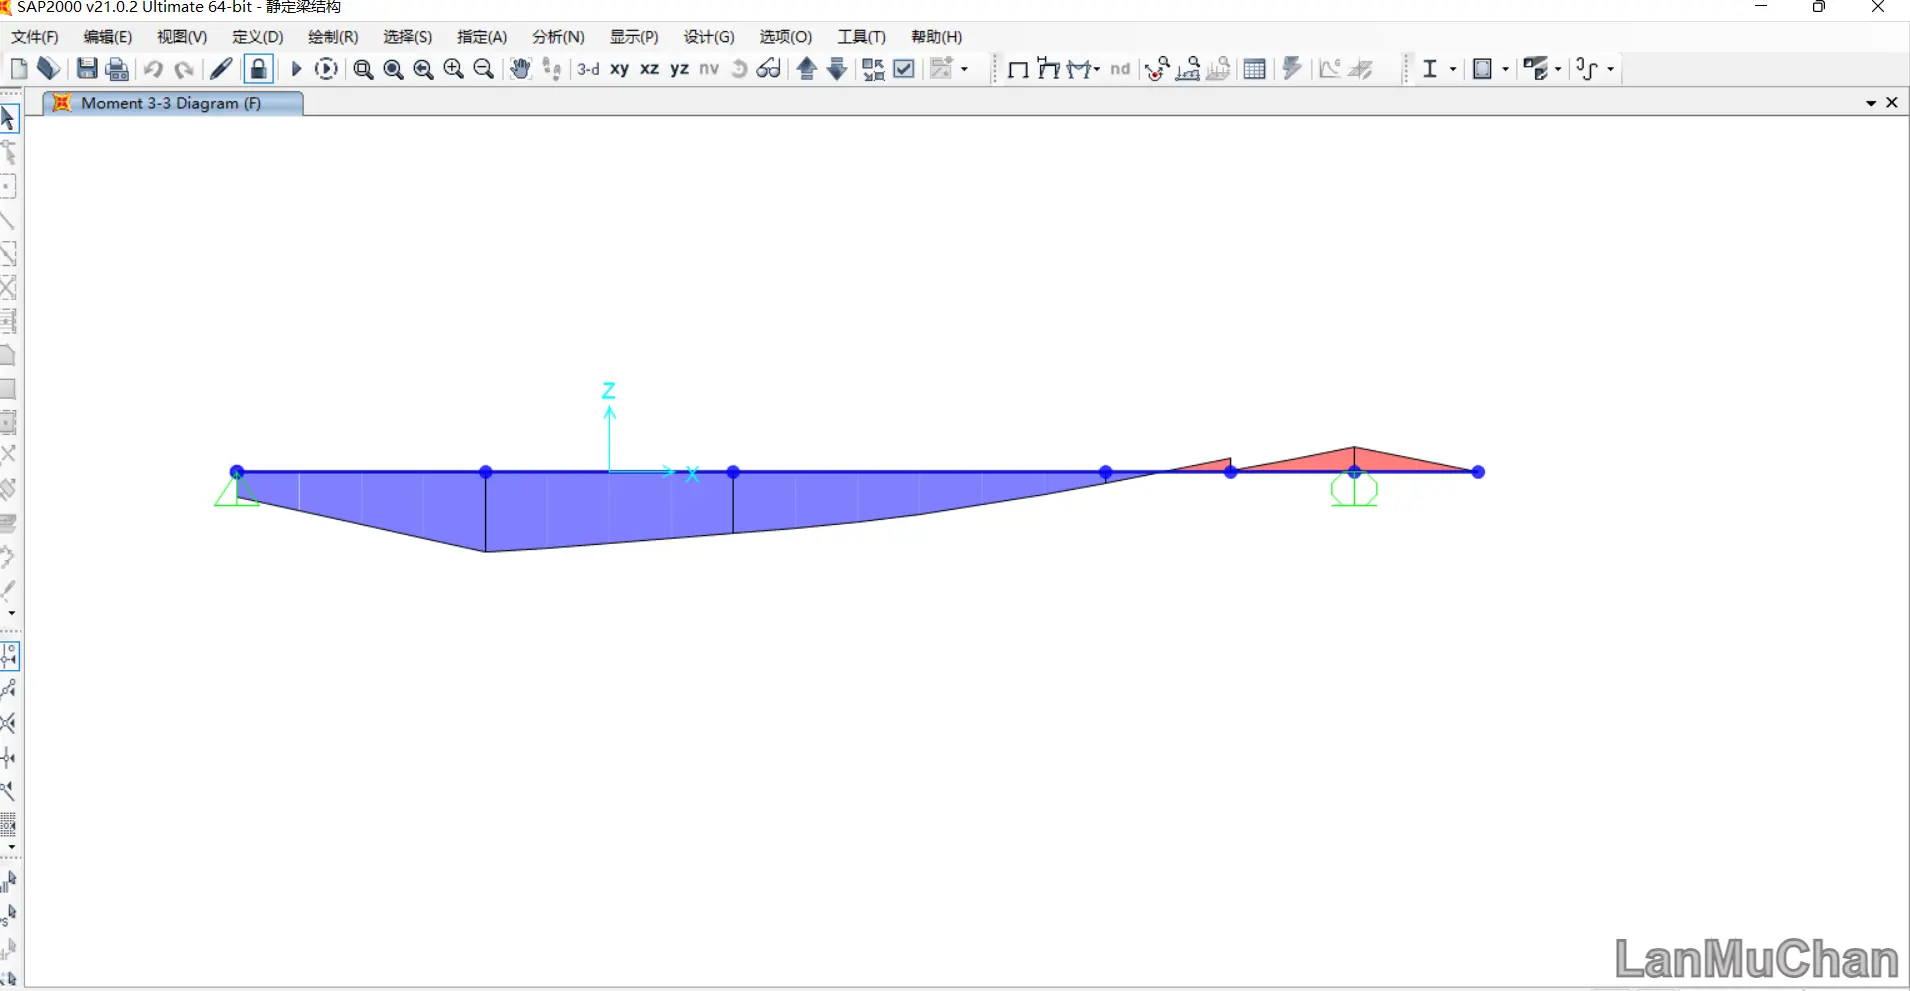 SAP2000 v21.0.2 Ultimate 64-bit - 静定梁结构
文件(F) 编辑(E) 视图(V) 定义(D) 绘制(R) 选择(S) 指定(A) 分析(N) 显示(P) 设计(G) 选项(O) 工具(T) 帮助(H)
3-d xy xz yz nv nd
Moment 3-3 Diagram (F)
Z
X
LanMuChan